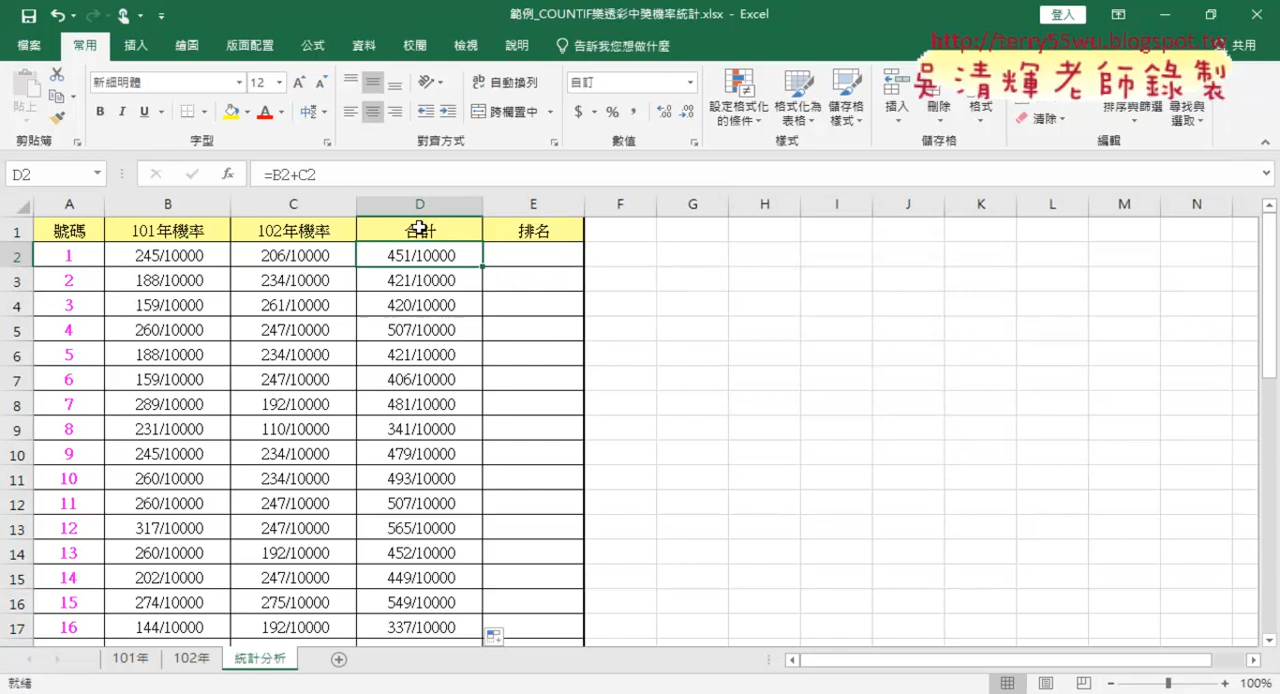 範例_COUNTIF樂透彩中獎機率統計.xlsx - Excel
登入
檔案 常用 插入 繪圖 版面配置 公式 資料 校閱 檢視 說明 告訴我您想做什麼 共用
http://terry55wu.blogspot.tw
吳清輝老師錄製
新細明體 12 自動換列 自訂
貼上 B I U 跨欄置中 $ % 設定格式化的條件 格式化為表格 儲存格樣式 插入 刪除 格式 清除 排序與篩選 尋找與選取
剪貼簿 字型 對齊方式 數值 樣式 儲存格 編輯
D2 fx =B2+C2
A B C D E F G H I J K L M N
1 號碼 101年機率 102年機率 合計 排名
2 1 245/10000 206/10000 451/10000
3 2 188/10000 234/10000 421/10000
4 3 159/10000 261/10000 420/10000
5 4 260/10000 247/10000 507/10000
6 5 188/10000 234/10000 421/10000
7 6 159/10000 247/10000 406/10000
8 7 289/10000 192/10000 481/10000
9 8 231/10000 110/10000 341/10000
10 9 245/10000 234/10000 479/10000
11 10 260/10000 234/10000 493/10000
12 11 260/10000 247/10000 507/10000
13 12 317/10000 247/10000 565/10000
14 13 260/10000 192/10000 452/10000
15 14 202/10000 247/10000 449/10000
16 15 274/10000 275/10000 549/10000
17 16 144/10000 192/10000 337/10000
101年 102年 統計分析
就緒 100%